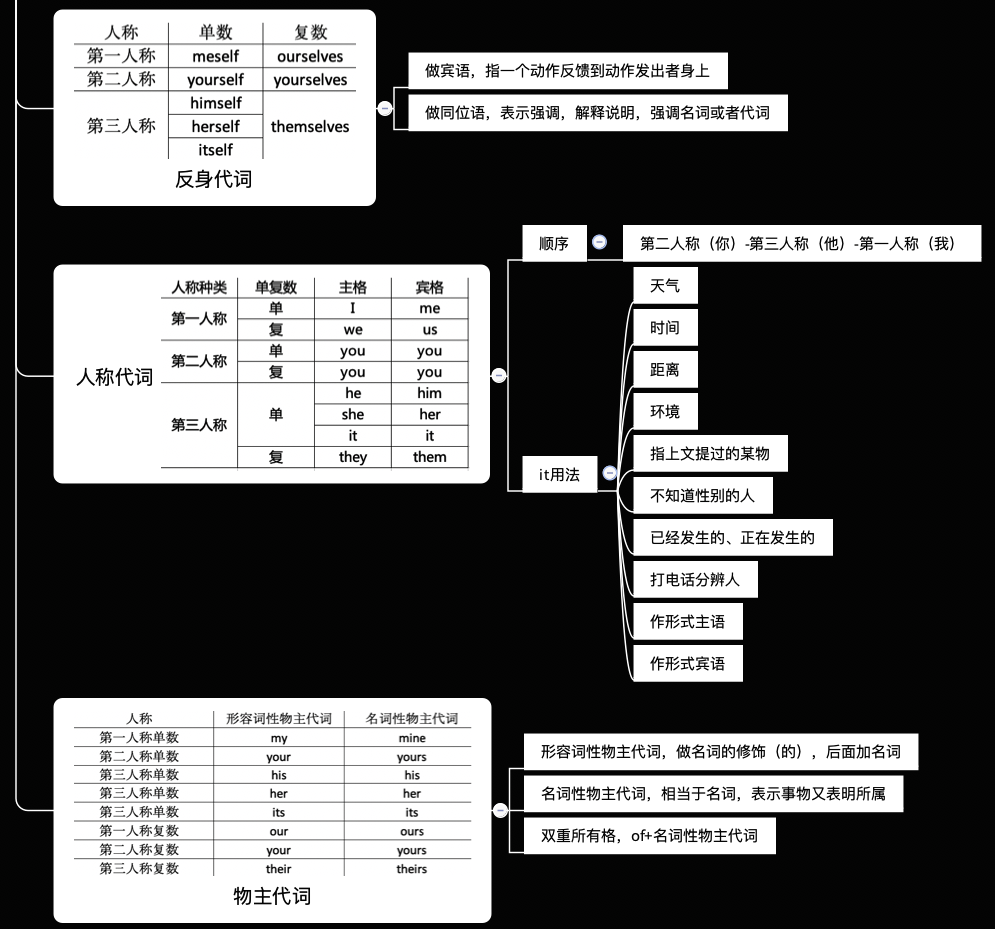 人称 单数 复数
第一人称 meself ourselves
第二人称 yourself yourselves
himself
第三人称 herself themselves
itself
反身代词
做宾语，指一个动作反馈到动作发出者身上
做同位语，表示强调，解释说明，强调名词或者代词
人称代词
人称种类 单复数 主格 宾格
第一人称 单 I me
复 we us
第二人称 单 you you
复 you you
第三人称 单 he him
she her
it it
复 they them
顺序
第二人称（你）-第三人称（他）-第一人称（我）
it用法
天气
时间
距离
环境
指上文提过的某物
不知道性别的人
已经发生的、正在发生的
打电话分辨人
作形式主语
作形式宾语
人称 形容词性物主代词 名词性物主代词
第一人称单数 my mine
第二人称单数 your yours
第三人称单数 his his
第三人称单数 her her
第三人称单数 its its
第一人称复数 our ours
第二人称复数 your yours
第三人称复数 their theirs
物主代词
形容词性物主代词，做名词的修饰（的），后面加名词
名词性物主代词，相当于名词，表示事物又表明所属
双重所有格，of+名词性物主代词